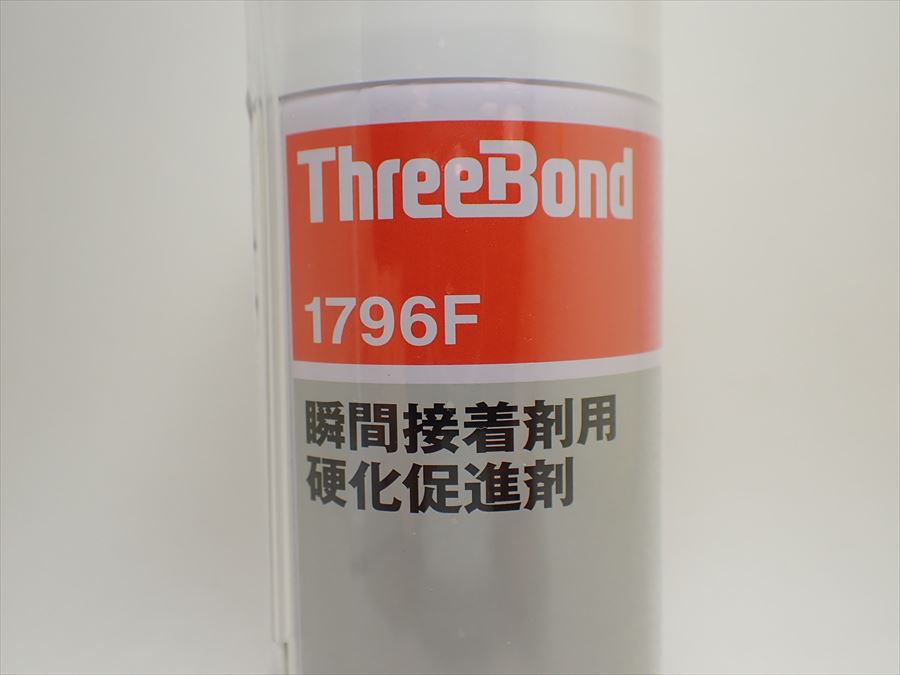 ThreeBond
1796F
瞬間接着剤用
硬化促進剤